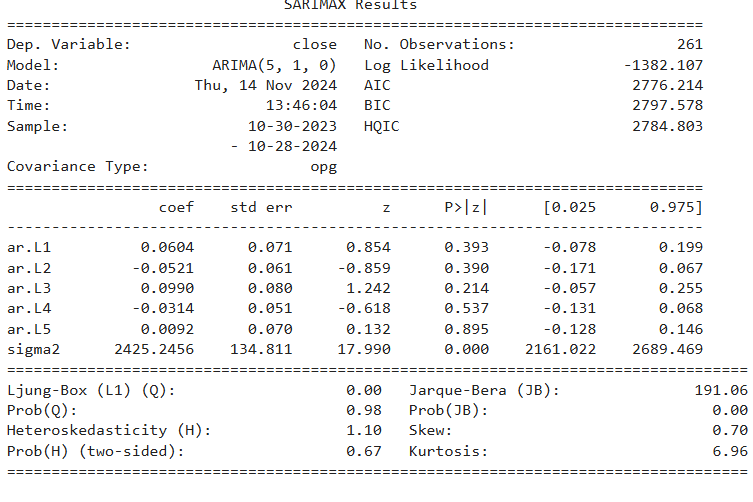 SARIMAX Results
==============================================================================
Dep. Variable:                  close   No. Observations:                  261
Model:                 ARIMA(5, 1, 0)   Log Likelihood               -1382.107
Date:                Thu, 14 Nov 2024   AIC                           2776.214
Time:                        13:46:04   BIC                           2797.578
Sample:                    10-30-2023   HQIC                          2784.803
                         - 10-28-2024
Covariance Type:                  opg
==============================================================================
                 coef    std err          z      P>|z|      [0.025      0.975]
------------------------------------------------------------------------------
ar.L1          0.0604      0.071      0.854      0.393      -0.078       0.199
ar.L2         -0.0521      0.061     -0.859      0.390      -0.171       0.067
ar.L3          0.0990      0.080      1.242      0.214      -0.057       0.255
ar.L4         -0.0314      0.051     -0.618      0.537      -0.131       0.068
ar.L5          0.0092      0.070      0.132      0.895      -0.128       0.146
sigma2      2425.2456    134.811     17.990      0.000    2161.022    2689.469
===================================================================================
Ljung-Box (L1) (Q):                   0.00   Jarque-Bera (JB):               191.06
Prob(Q):                              0.98   Prob(JB):                         0.00
Heteroskedasticity (H):               1.10   Skew:                             0.70
Prob(H) (two-sided):                  0.67   Kurtosis:                         6.96
===================================================================================